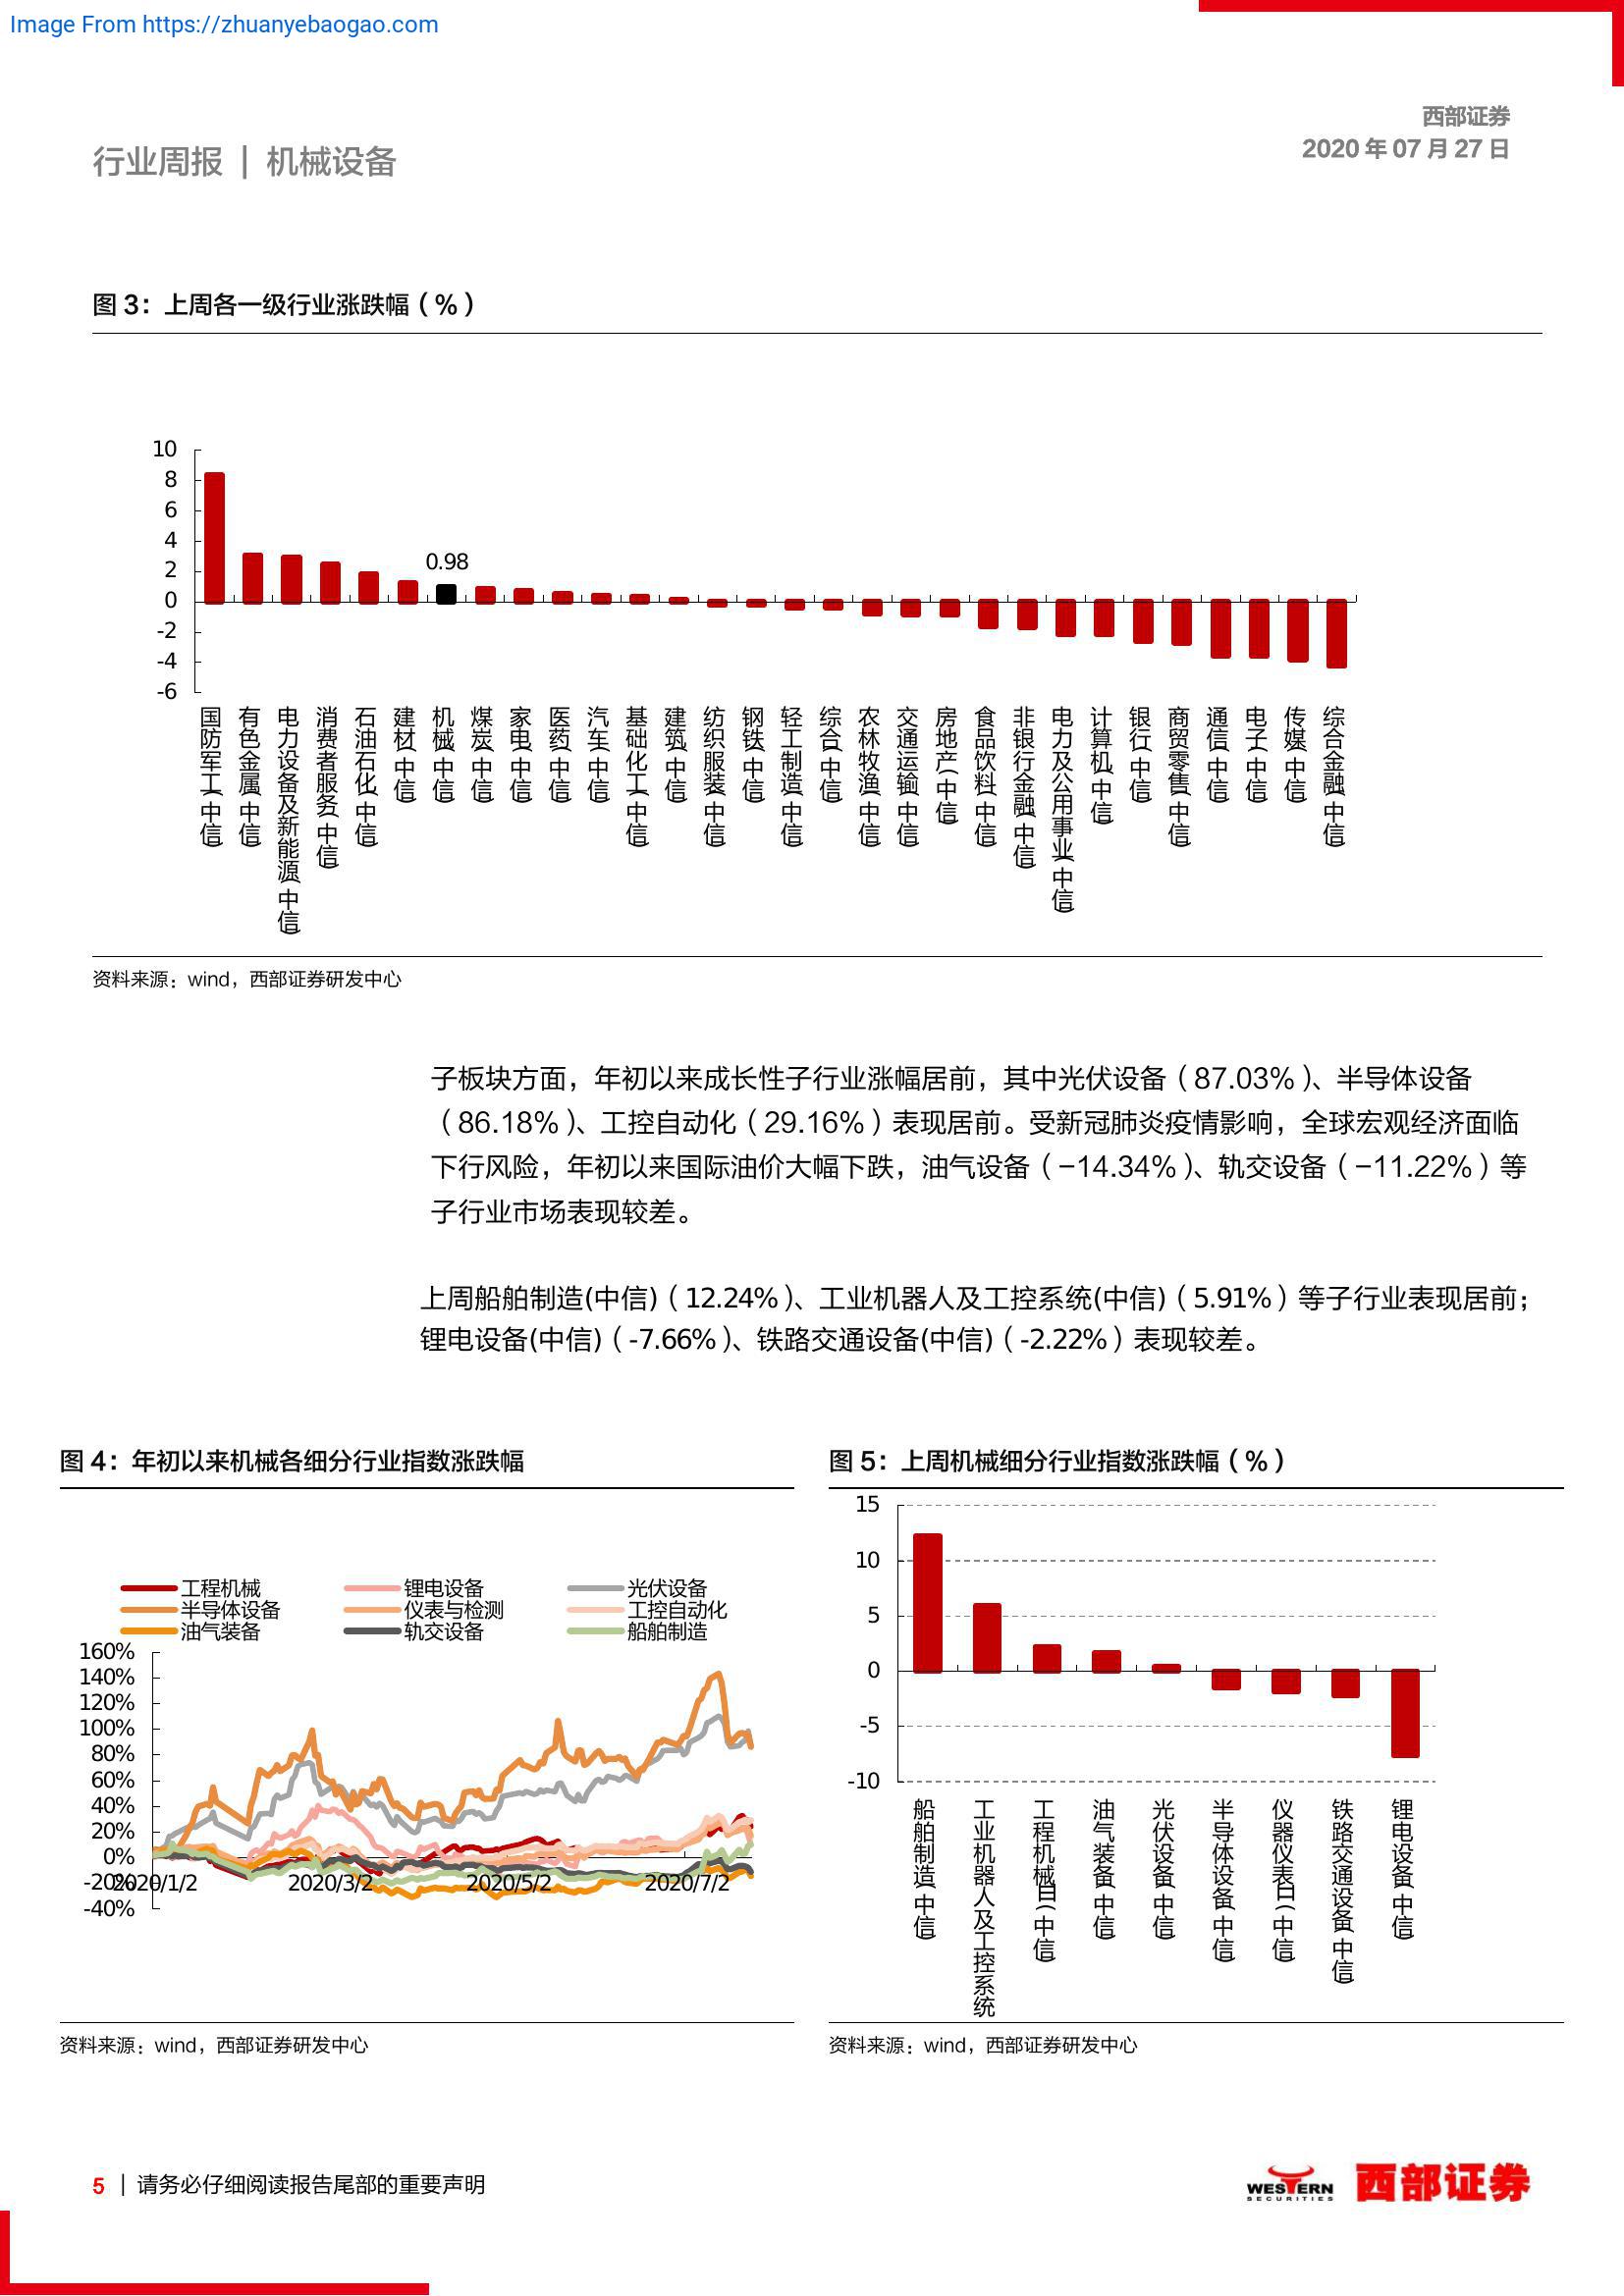 Image From https://zhuanyebaogao.com
西部证券
2020 年 07 月 27 日
行业周报 | 机械设备
图 3：上周各一级行业涨跌幅（%）
10
8
6
4
2
0
-2
-4
-6
0.98
国防军工(中信)
有色金属(中信)
电力设备及新能源(中信)
消费者服务(中信)
石油石化(中信)
建材(中信)
机械(中信)
煤炭(中信)
家电(中信)
医药(中信)
汽车(中信)
基础化工(中信)
建筑(中信)
纺织服装(中信)
钢铁(中信)
轻工制造(中信)
综合(中信)
农林牧渔(中信)
交通运输(中信)
房地产(中信)
食品饮料(中信)
非银行金融(中信)
电力及公用事业(中信)
计算机(中信)
银行(中信)
商贸零售(中信)
通信(中信)
电子(中信)
传媒(中信)
综合金融(中信)
资料来源：wind，西部证券研发中心
子板块方面，年初以来成长性子行业涨幅居前，其中光伏设备（87.03%）、半导体设备
（86.18%）、工控自动化（29.16%）表现居前。受新冠肺炎疫情影响，全球宏观经济面临
下行风险，年初以来国际油价大幅下跌，油气设备（-14.34%）、轨交设备（-11.22%）等
子行业市场表现较差。
上周船舶制造(中信)（12.24%）、工业机器人及工控系统(中信)（5.91%）等子行业表现居前；
锂电设备(中信)（-7.66%）、铁路交通设备(中信)（-2.22%）表现较差。
图 4：年初以来机械各细分行业指数涨跌幅
工程机械 锂电设备 光伏设备
半导体设备 仪表与检测 工控自动化
油气装备 轨交设备 船舶制造
160%
140%
120%
100%
80%
60%
40%
20%
0%
-20%
-40%
2020/1/2 2020/3/2 2020/5/2 2020/7/2
资料来源：wind，西部证券研发中心
图 5：上周机械细分行业指数涨跌幅（%）
15
10
5
0
-5
-10
船舶制造(中信)
工业机器人及工控系统
工程机械Ⅲ(中信)
油气装备(中信)
光伏设备(中信)
半导体设备(中信)
仪器仪表Ⅲ(中信)
铁路交通设备(中信)
锂电设备(中信)
资料来源：wind，西部证券研发中心
5 | 请务必仔细阅读报告尾部的重要声明
WESTERN
SECURITIES
西部证券